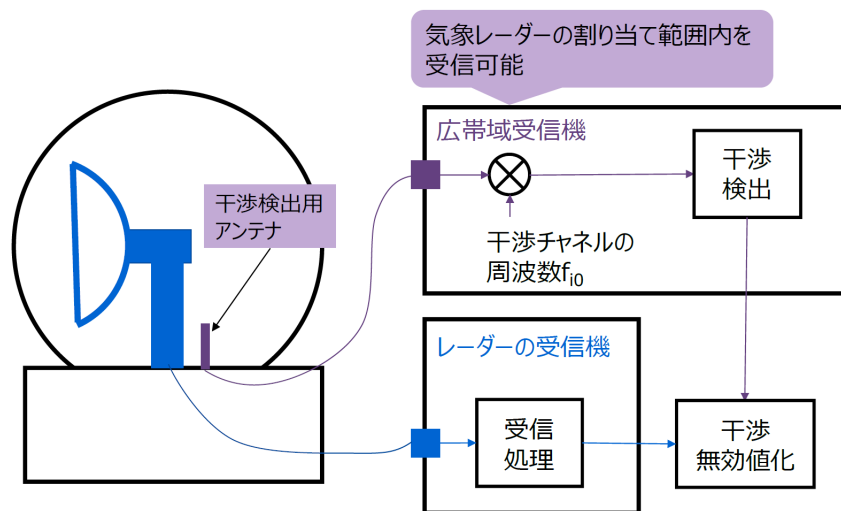 気象レーダーの割り当て範囲内を
受信可能
広帯域受信機
干渉
検出
干渉検出用
アンテナ
干渉チャネルの
周波数fi0
レーダーの受信機
受信
処理
干渉
無効値化